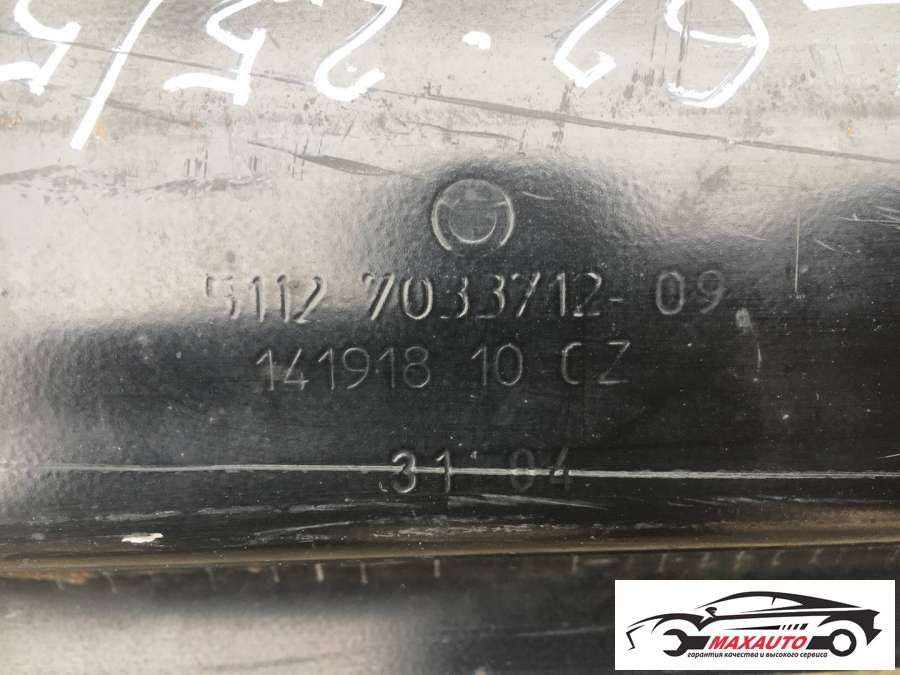 5112 7033712-09
141918 10 CZ
31 04
MAXAUTO
гарантия качества и высокого сервиса